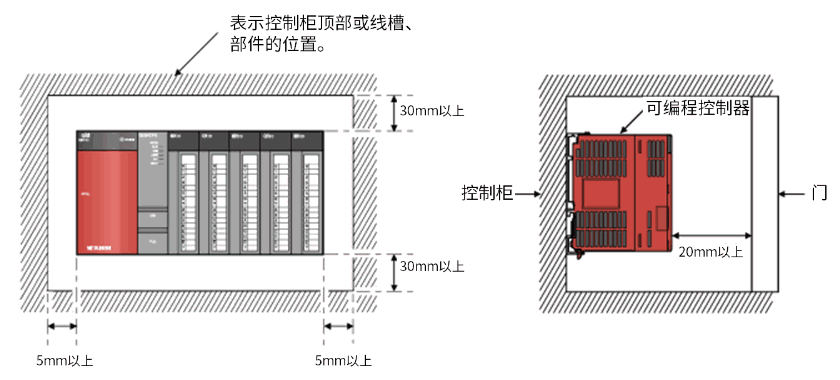 表示控制柜顶部或线槽、
部件的位置。
30mm以上
可编程控制器
控制柜
门
20mm以上
30mm以上
5mm以上
5mm以上